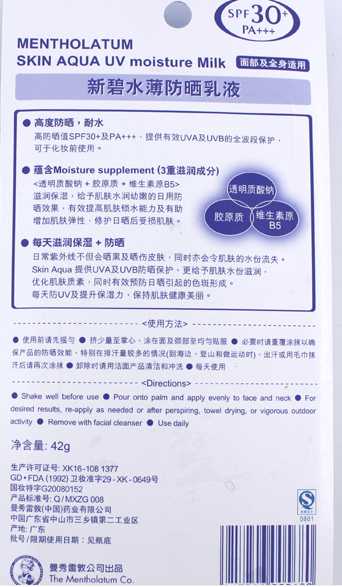 SPF30+
PA+++
MENTHOLATUM
SKIN AQUA UV moisture Milk 面部及全身适用
新碧水薄防晒乳液
● 高度防晒，耐水
高防晒值SPF30+及PA+++，提供有效UVA及UVB的全波段保护，
可于化妆前使用。
● 蕴含Moisture supplement (3重滋润成分)
<透明质酸钠 + 胶原质 + 维生素原B5>
滋润保湿，给予肌肤水润幼嫩的日用防
晒效果，有效提高肌肤锁水能力及有助
增加肌肤弹性，修护日晒后受损肌肤。
透明质酸钠
胶原质
维生素原
B5
● 每天滋润保湿 + 防晒
日常紫外线不但会晒黑及晒伤皮肤，同时亦会令肌肤的水份流失。
Skin Aqua 提供UVA及UVB防晒保护，更给予肌肤水份滋润，
优化肌肤质素，同时有效预防日晒引起的色斑形成。
每天防UV及提升保湿力，保持肌肤健康美丽。
<使用方法>
● 使用前请先摇匀 ● 挤少量至掌心，涂在面及颈部至均匀贴服 ● 必要时请重覆涂抹以确
保产品的防晒效能，特别在排汗量较多的情况(到海边、登山和做运动时)、出汗或用毛巾抹
汗后请再次涂抹 ● 卸除时请用洁面产品清洁和冲洗 ● 每天使用
<Directions>
● Shake well before use ● Pour onto palm and apply evenly to face and neck ● For
desired results, re-apply as needed or after perspiring, towel drying, or vigorous outdoor
activity ● Remove with facial cleanser ● Use daily
净含量: 42g
生产许可证号: XK16-108 1377
GD•FDA (1992) 卫妆准字29-XK-0649号
国妆特字G20080152
产品标准号: Q/MXZG 008
曼秀雷敦(中国)药业有限公司
中国广东省中山市三乡镇第二工业区
产地: 广东
批号/限期使用日期: 见瓶底
0801
曼秀雷敦公司出品
The Mentholatum Co.